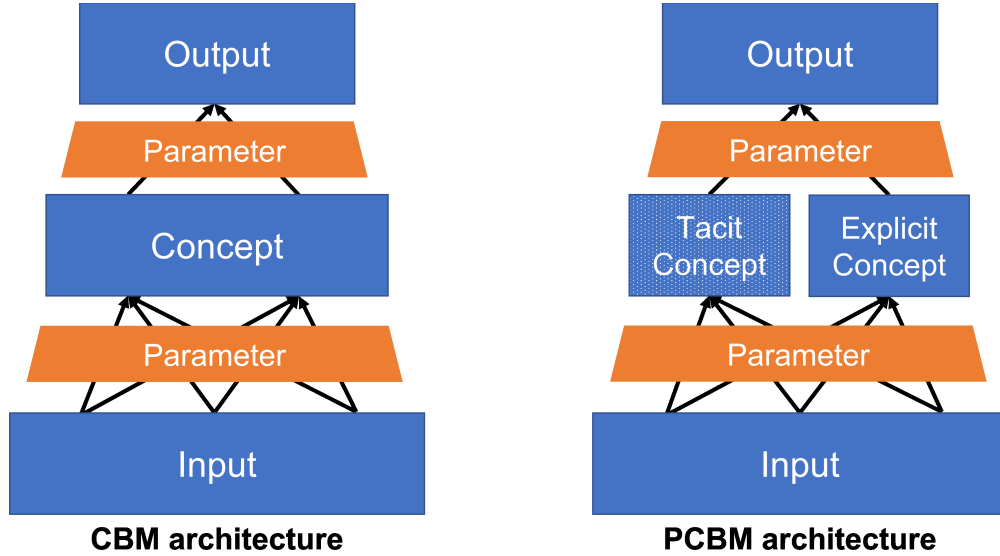 Output
Parameter
Concept
Parameter
Input
CBM architecture
Output
Parameter
Tacit
Concept
Explicit
Concept
Parameter
Input
PCBM architecture